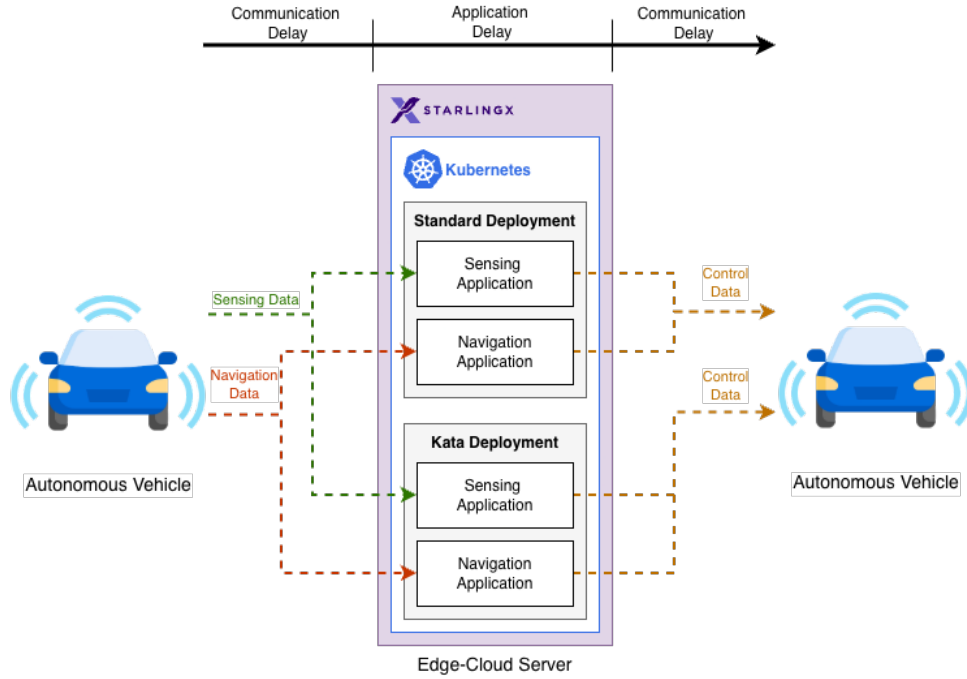 Communication
Delay
Application
Delay
Communication
Delay
STARLINGX
Kubernetes
Standard Deployment
Sensing
Application
Navigation
Application
Kata Deployment
Sensing
Application
Navigation
Application
Sensing Data
Navigation
Data
Control
Data
Control
Data
Autonomous Vehicle
Autonomous Vehicle
Edge-Cloud Server